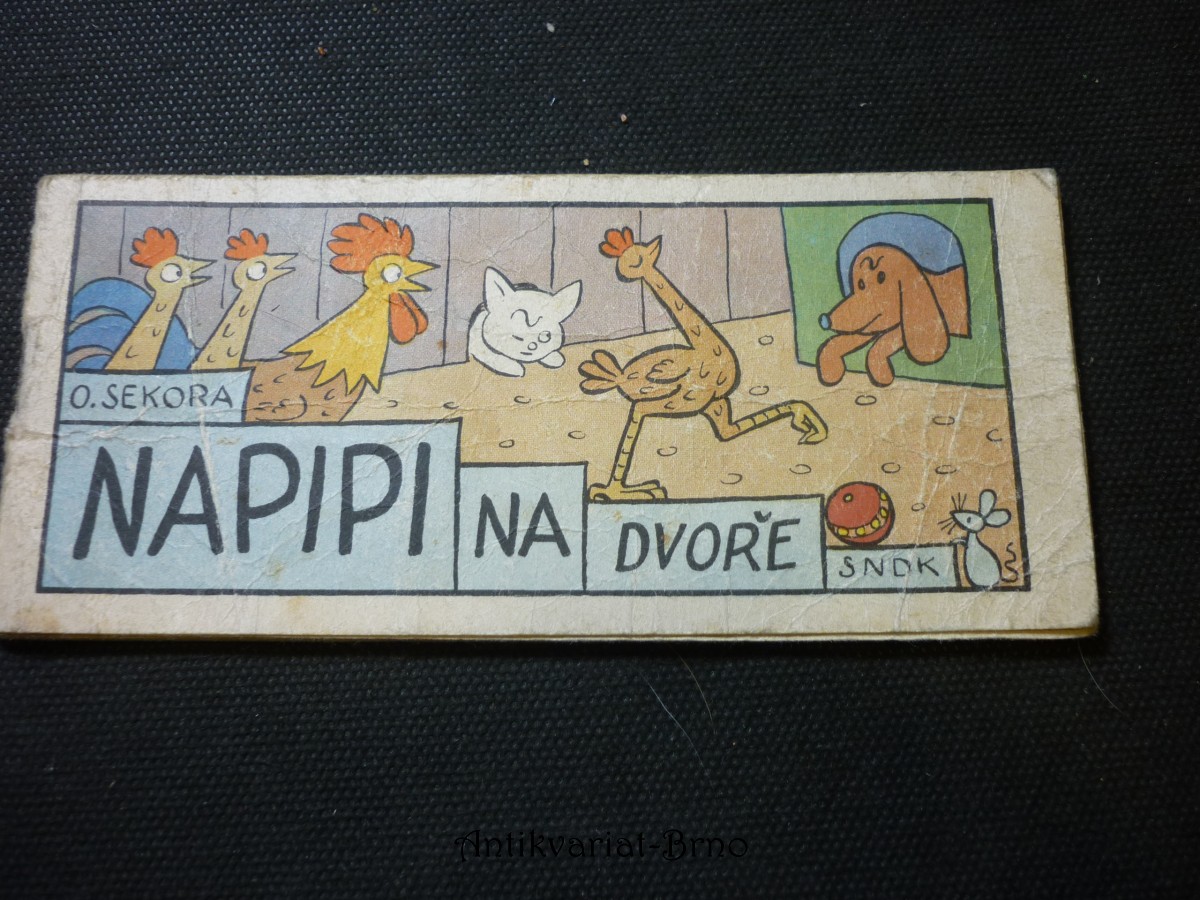 O. SEKORA
NAPIPI
NA
DVOŘE
SNDK
Antikvariat-Brno